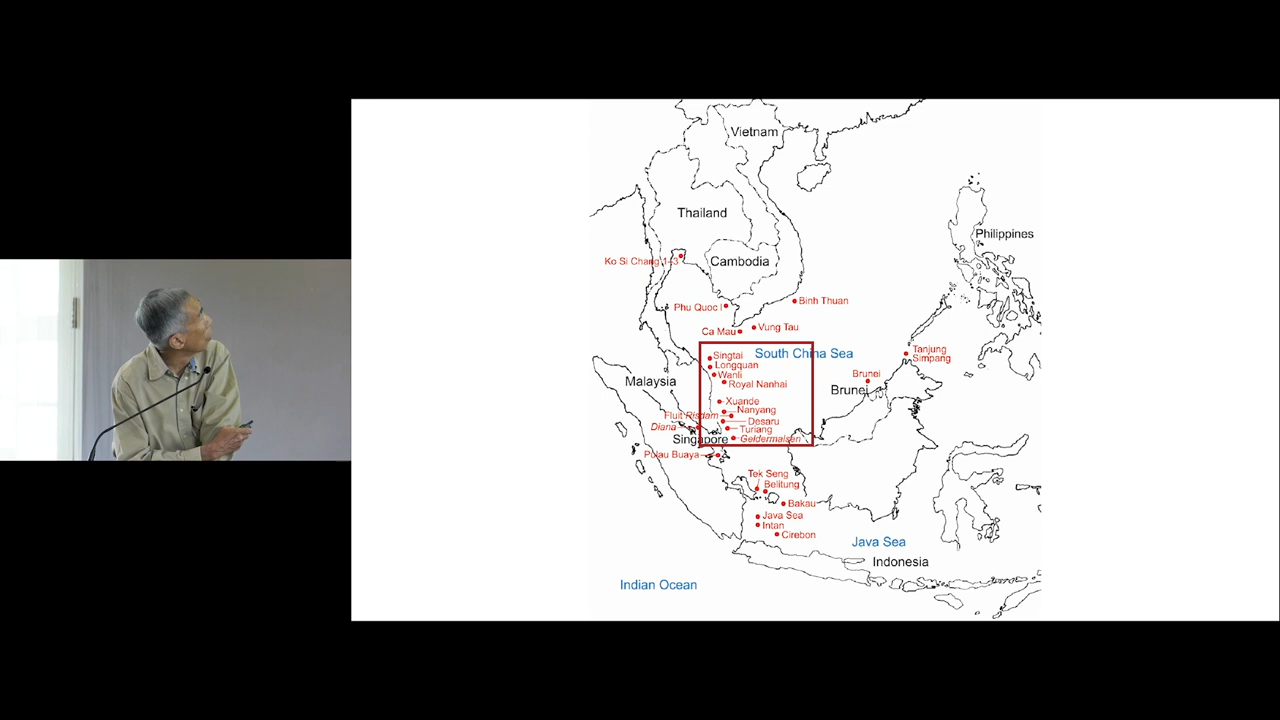 Vietnam
Thailand
Philippines
Ko Si Chang 1-3
Cambodia
Phu Quoc I
Binh Thuan
Ca Mau
Vung Tau
South China Sea
Singtai
Longquan
Wanli
Royal Nanhai
Malaysia
Tanjung
Simpang
Brunei
Brunei
Xuande
Nanyang
Fluit Risdam
Desaru
Diana
Turiang
Singapore
Geldermalsen
Pulau Buaya
Tek Seng
Belitung
Bakau
Java Sea
Intan
Cirebon
Java Sea
Indonesia
Indian Ocean